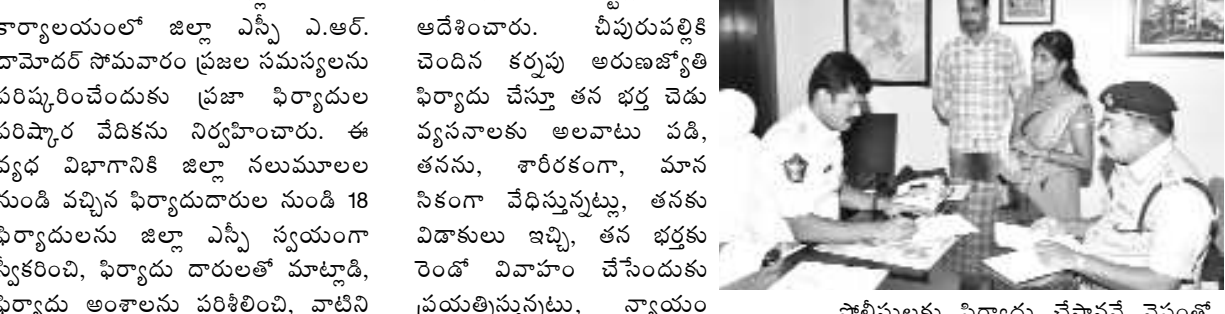 కార్యాలయంలో జిల్లా ఎస్పీ ఎ.ఆర్.
దామోదర్ సోమవారం ప్రజల సమస్యలను
పరిష్కరించేందుకు ప్రజా ఫిర్యాదుల
పరిష్కార వేదికను నిర్వహించారు. ఈ
వ్యధ విభాగానికి జిల్లా నలుమూలల
నుండి వచ్చిన ఫిర్యాదుదారుల నుండి 18
ఫిర్యాదులను జిల్లా ఎస్పీ స్వయంగా
స్వీకరించి, ఫిర్యాదు దారులతో మాట్లాడి,
ఫిర్యాదు అంశాలను పరిశీలించి, వాటిని
ఆదేశించారు. చీపురుపల్లికి
చెందిన కర్నపు అరుణజ్యోతి
ఫిర్యాదు చేస్తూ తన భర్త చెడు
వ్యసనాలకు అలవాటు పడి,
తనను, శారీరకంగా, మాన
సికంగా వేధిస్తున్నట్లు, తనకు
విడాకులు ఇచ్చి, తన భర్తకు
రెండో వివాహం చేసేందుకు
ప్రయత్నిస్తున్నట్లు, న్యాయం
పోలీసులకు ఫిర్యాదు చేసాననే నెపంతో